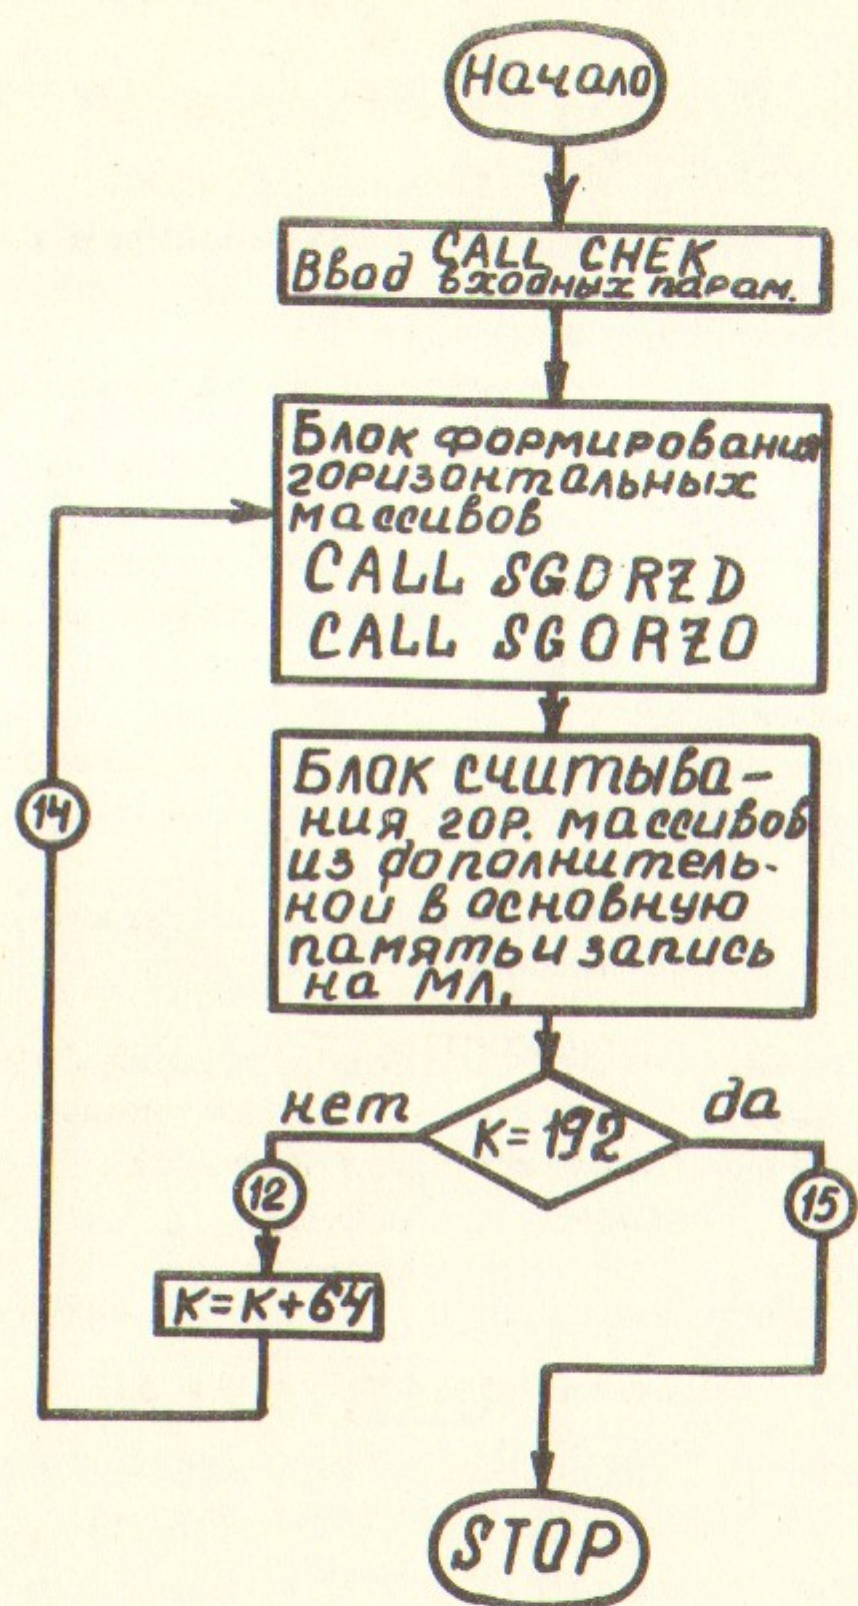 Начало
CALL CHEK
Ввод входных парам.
Блок формирования
горизонтальных
массивов
CALL SGORZD
CALL SGORZO
Блок считыва-
ния гор. массивов
из дополнитель-
ной в основную
память и запись
на МЛ.
нет
K=192
да
14
12
15
K=K+64
STOP